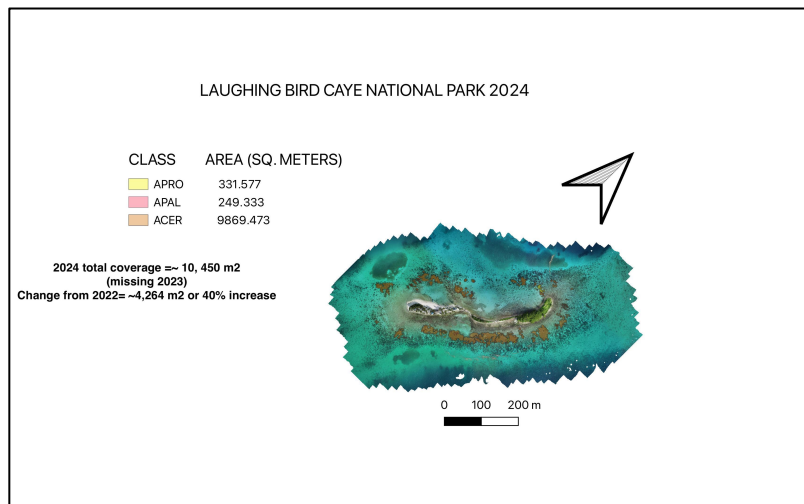 LAUGHING BIRD CAYE NATIONAL PARK 2024
CLASS AREA (SQ. METERS)
APRO 331.577
APAL 249.333
ACER 9869.473
2024 total coverage =~ 10, 450 m2
(missing 2023)
Change from 2022= ~4,264 m2 or 40% increase
0 100 200 m